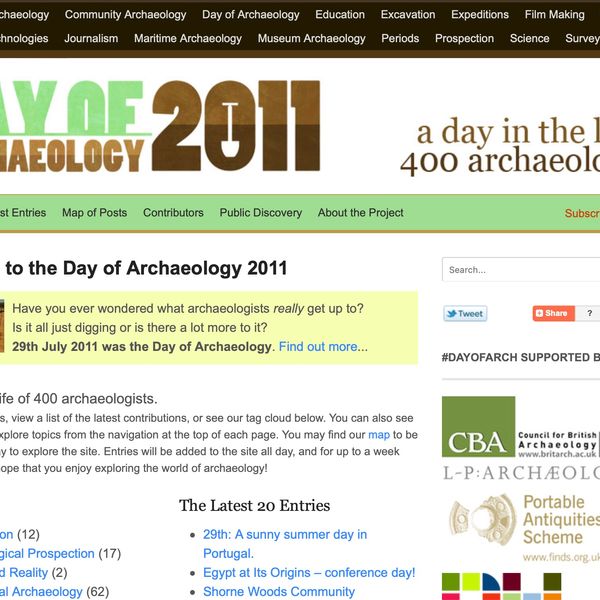 chaeology Community Archaeology Day of Archaeology Education Excavation Expeditions Film Making
chnologies Journalism Maritime Archaeology Museum Archaeology Periods Prospection Science Survey
AY OF 2011
HAEOLOGY
a day in the l
400 archaeolo
st Entries Map of Posts Contributors Public Discovery About the Project Subscr
to the Day of Archaeology 2011
Search...
Have you ever wondered what archaeologists really get up to?
Is it all just digging or is there a lot more to it?
29th July 2011 was the Day of Archaeology. Find out more...
Tweet Share ?
#DAYOFARCH SUPPORTED B
ife of 400 archaeologists.
s, view a list of the latest contributions, or see our tag cloud below. You can also see
explore topics from the navigation at the top of each page. You may find our map to be
y to explore the site. Entries will be added to the site all day, and for up to a week
ope that you enjoy exploring the world of archaeology!
CBA Council for British
Archaeology
www.britarch.ac.uk
L-P:ARCHÆOLO
Portable
Antiquities
Scheme
www.finds.org.uk
The Latest 20 Entries
on (12)
gical Prospection (17)
d Reality (2)
al Archaeology (62)
29th: A sunny summer day in
Portugal.
Egypt at Its Origins – conference day!
Shorne Woods Community